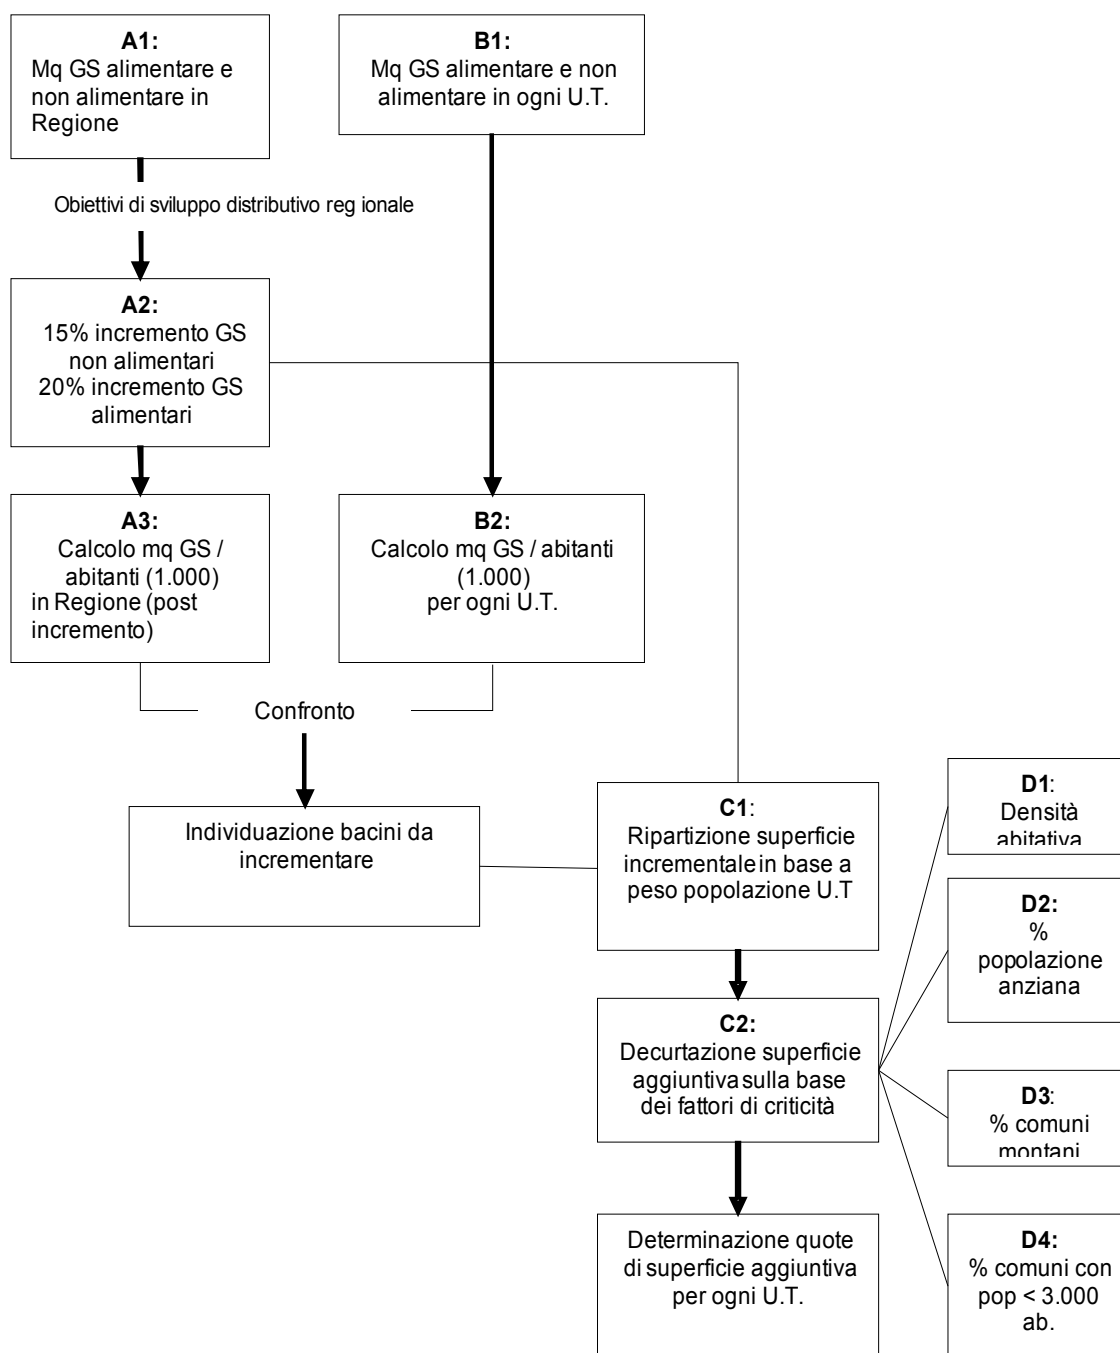 A1:
Mq GS alimentare e
non alimentare in
Regione
B1:
Mq GS alimentare e non
alimentare in ogni U.T.
Obiettivi di sviluppo distributivo reg ionale
A2:
15% incremento GS
non alimentari
20% incremento GS
alimentari
A3:
Calcolo mq GS /
abitanti (1.000)
in Regione (post
incremento)
B2:
Calcolo mq GS / abitanti
(1.000)
per ogni U.T.
Confronto
Individuazione bacini da
incrementare
C1:
Ripartizione superficie
incrementale in base a
peso popolazione U.T
C2:
Decurtazione superficie
aggiuntiva sulla base
dei fattori di criticità
Determinazione quote
di superficie aggiuntiva
per ogni U.T.
D1:
Densità
abitativa
D2:
%
popolazione
anziana
D3:
% comuni
montani
D4:
% comuni con
pop < 3.000
ab.